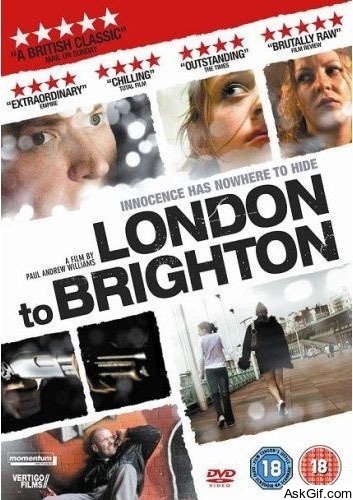 "A BRITISH CLASSIC"
MAIL ON SUNDAY
"EXTRAORDINARY"
EMPIRE
"CHILLING"
TOTAL FILM
"OUTSTANDING"
THE TIMES
"BRUTALLY RAW"
FILM REVIEW
INNOCENCE HAS NOWHERE TO HIDE
A FILM BY
PAUL ANDREW WILLIAMS
LONDON
to BRIGHTON
momentum
VERTIGO/
FILMS/
DVD
VIDEO
18
18
AskGif.com